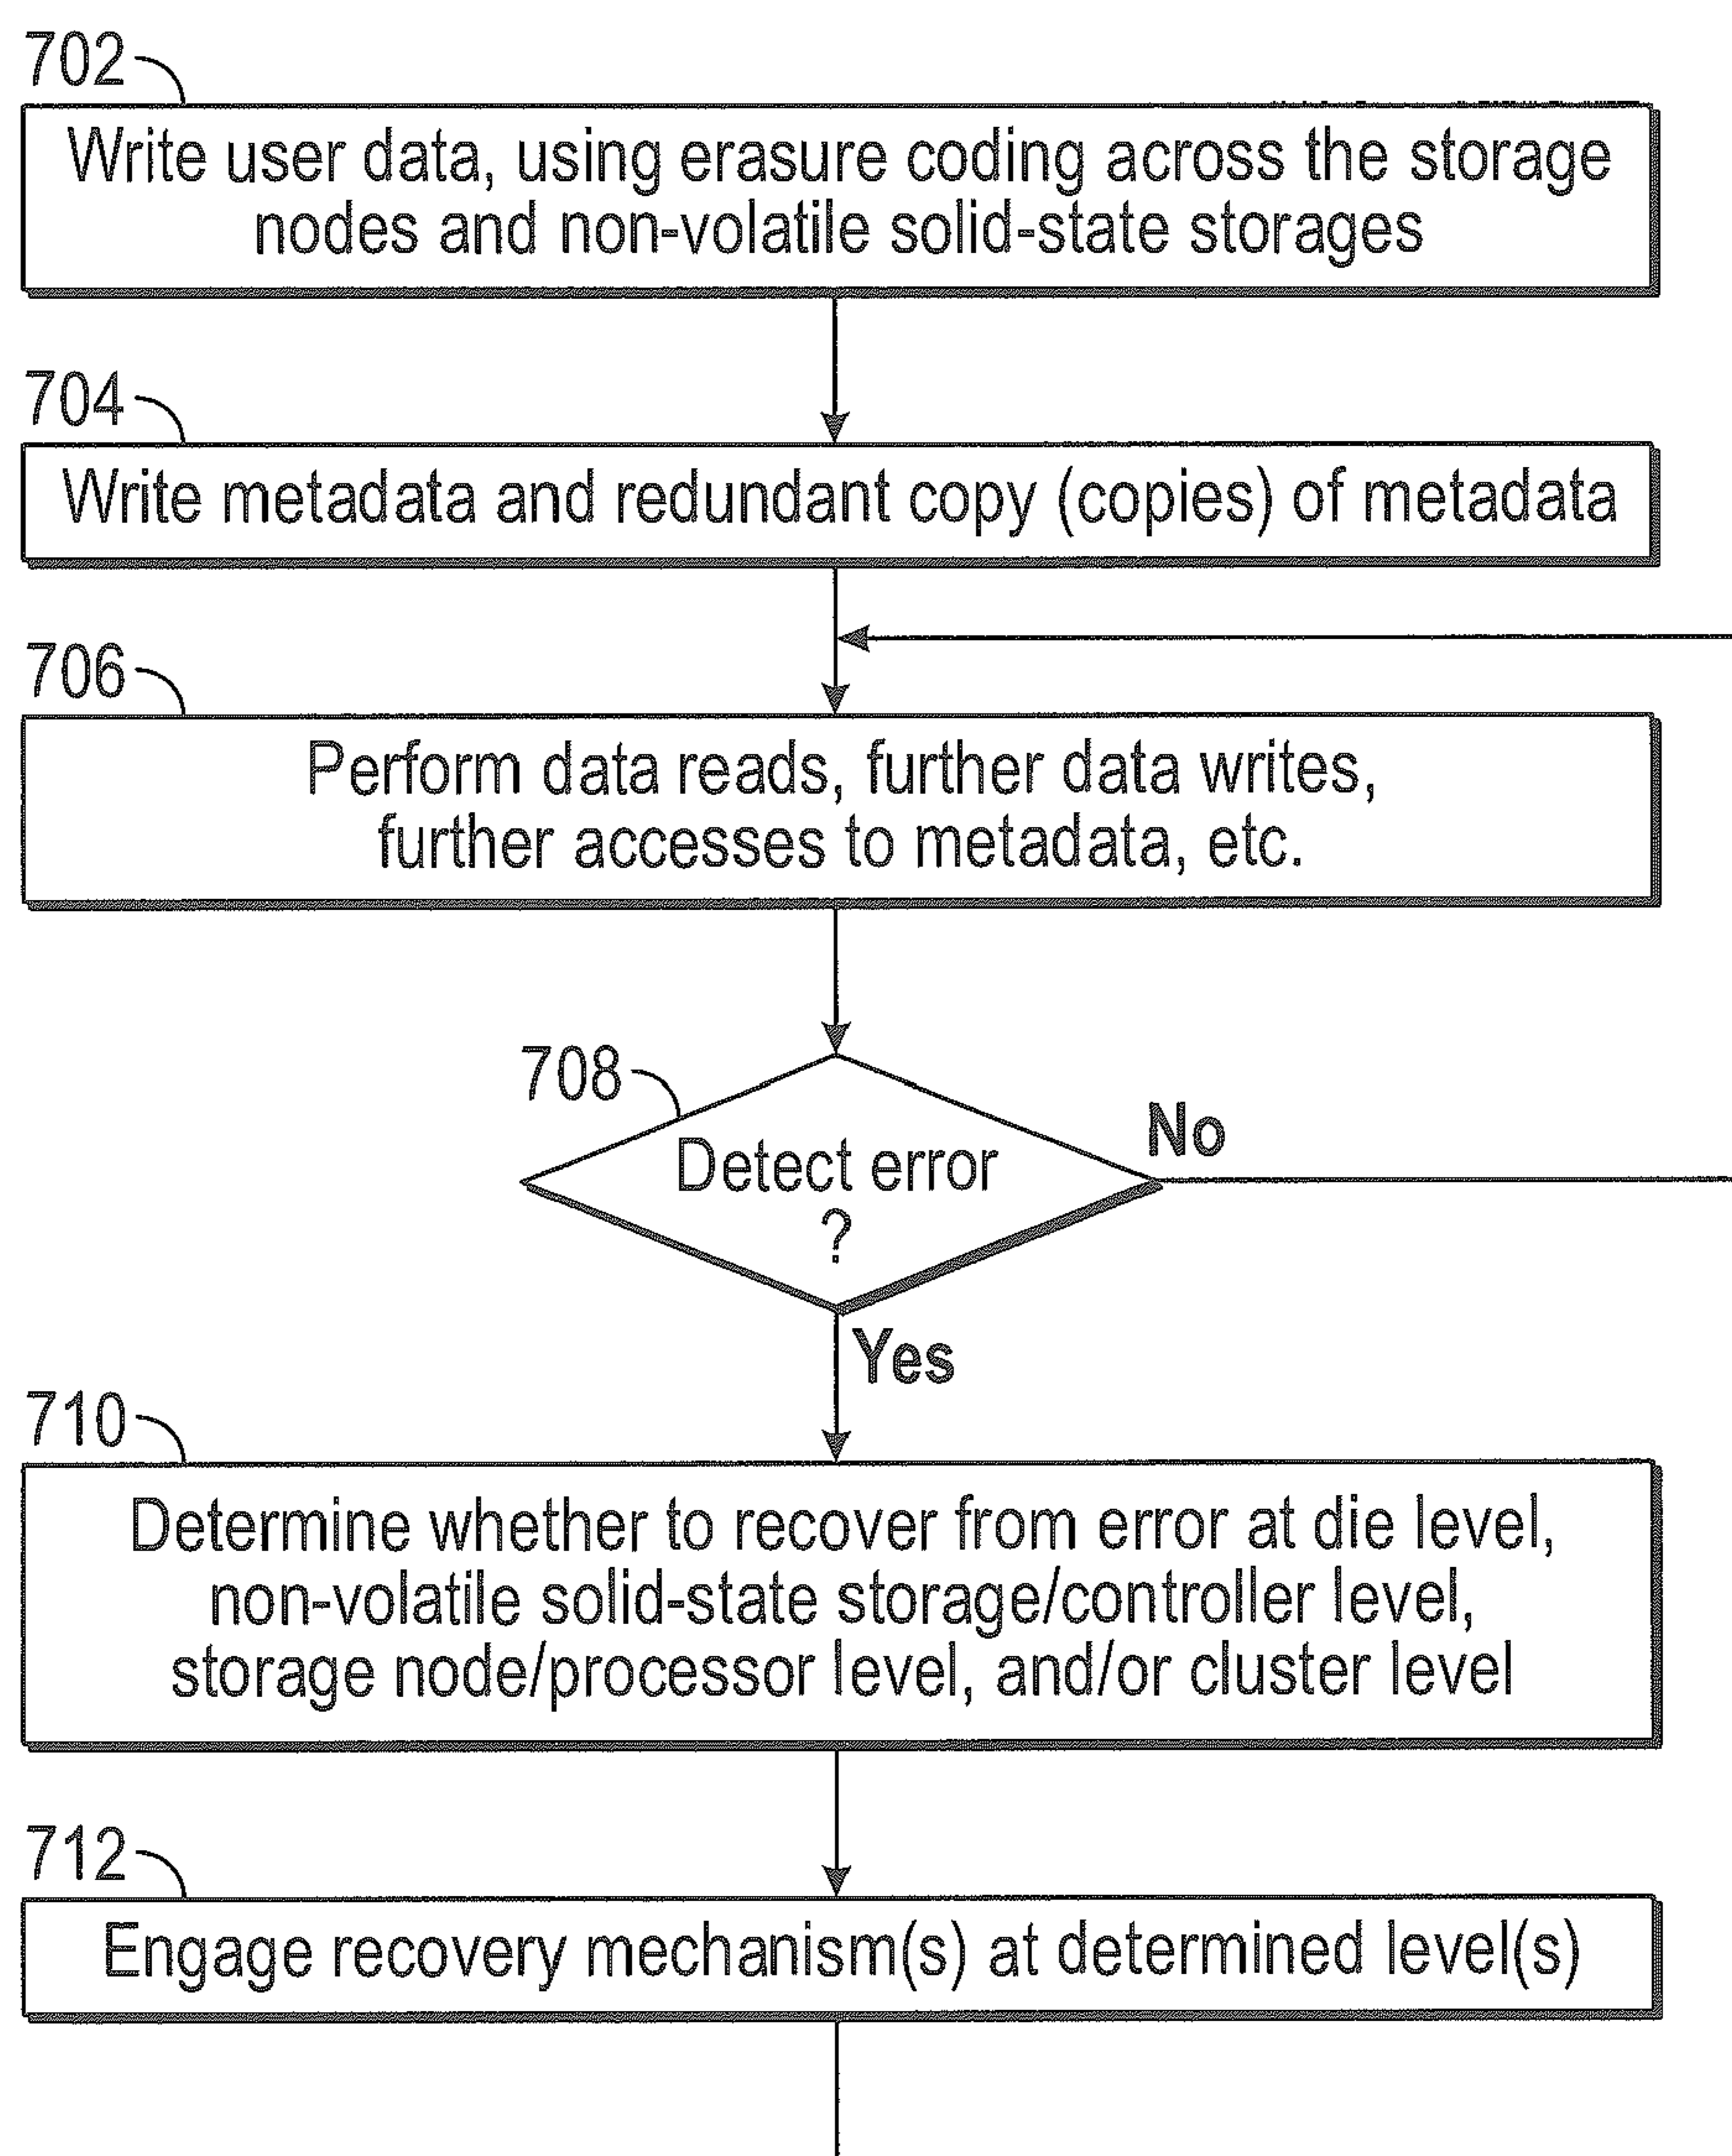 702
Write user data, using erasure coding across the storage
nodes and non-volatile solid-state storages
704
Write metadata and redundant copy (copies) of metadata
706
Perform data reads, further data writes,
further accesses to metadata, etc.
708
Detect error
?
No
Yes
710
Determine whether to recover from error at die level,
non-volatile solid-state storage/controller level,
storage node/processor level, and/or cluster level
712
Engage recovery mechanism(s) at determined level(s)